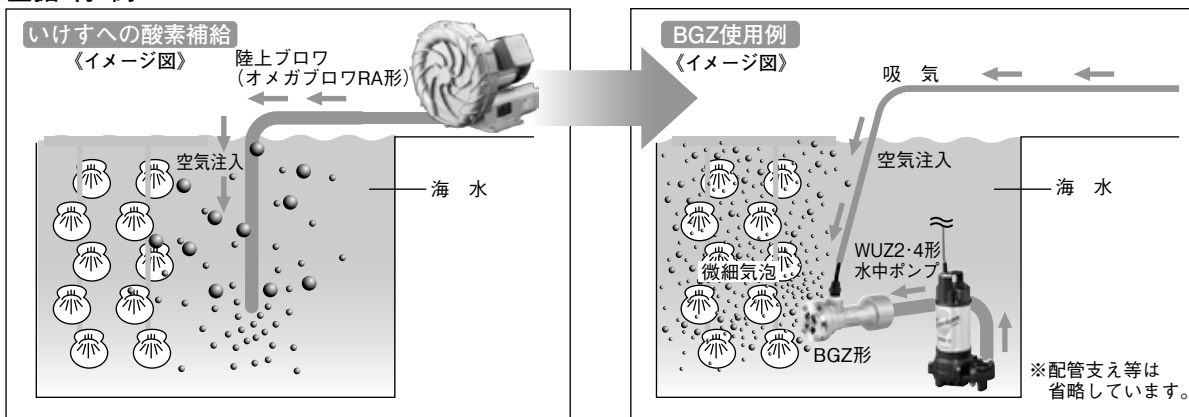 いけすへの酸素補給
《イメージ図》
陸上ブロワ
（オメガブロワRA形）
空気注入
海 水
BGZ使用例
《イメージ図》
吸 気
空気注入
海 水
微細気泡
WUZ2･4形
水中ポンプ
BGZ形
※配管支え等は
省略しています。